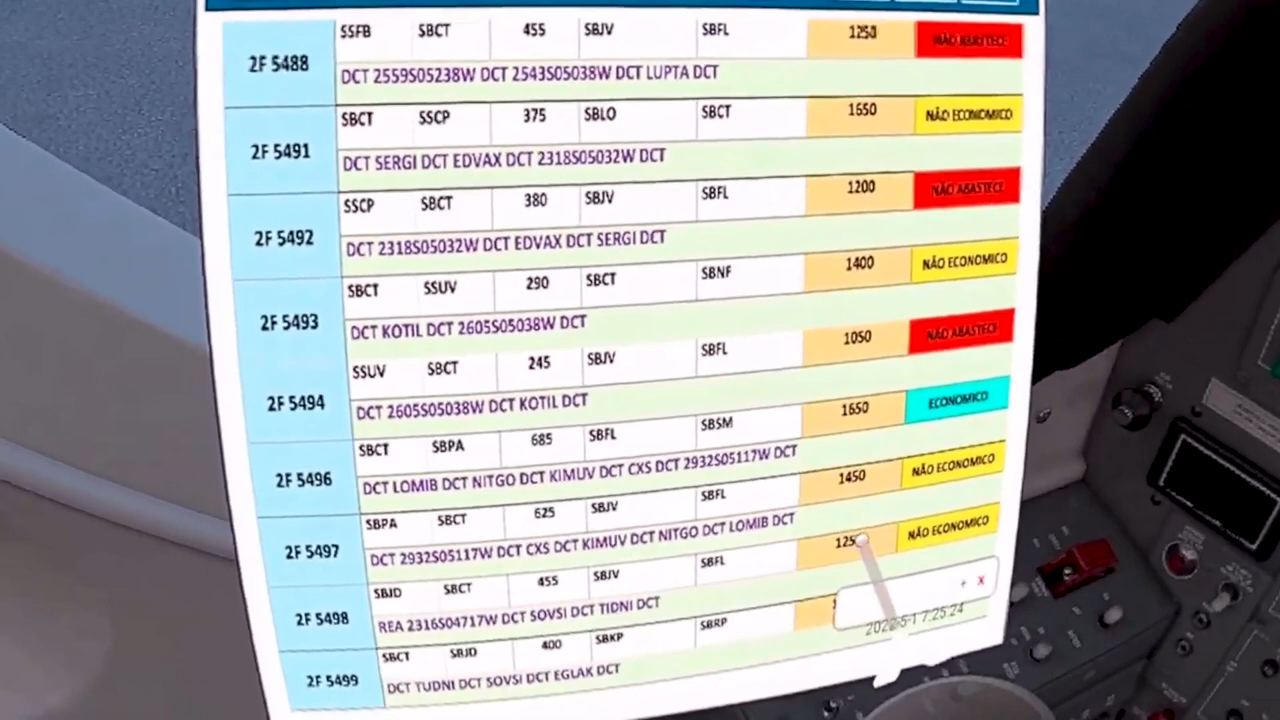 2F 5488 SSFB SBCT 455 SBJV SBFL 1250 NÃO ABASTECE
DCT 2559S05238W DCT 2543S05038W DCT LUPTA DCT
2F 5491 SBCT SSCP 375 SBLO SBCT 1650 NÃO ECONOMICO
DCT SERGI DCT EDVAX DCT 2318S05032W DCT
2F 5492 SSCP SBCT 380 SBJV SBFL 1200 NÃO ABASTECE
DCT 2318S05032W DCT EDVAX DCT SERGI DCT
2F 5493 SBCT SSUV 290 SBCT SBNF 1400 NÃO ECONOMICO
DCT KOTIL DCT 2605S05038W DCT
2F 5494 SSUV SBCT 245 SBJV SBFL 1050 NÃO ABASTECE
DCT 2605S05038W DCT KOTIL DCT
2F 5496 SBCT SBPA 685 SBFL SBSM 1650 ECONOMICO
DCT LOMIB DCT NITGO DCT KIMUV DCT CXS DCT 2932S05117W DCT
2F 5497 SBPA SBCT 625 SBJV SBFL 1450 NÃO ECONOMICO
DCT 2932S05117W DCT CXS DCT KIMUV DCT NITGO DCT LOMIB DCT
2F 5498 SBJD SBCT 455 SBJV SBFL NÃO ECONOMICO
REA 2316S04717W DCT SOVSI DCT TIDNI DCT
2F 5499 SBCT SBJD 400 SBKP SBRP
DCT TUDNI DCT SOVSI DCT EGLAK DCT
+ x
2022-5-1 7:25:24